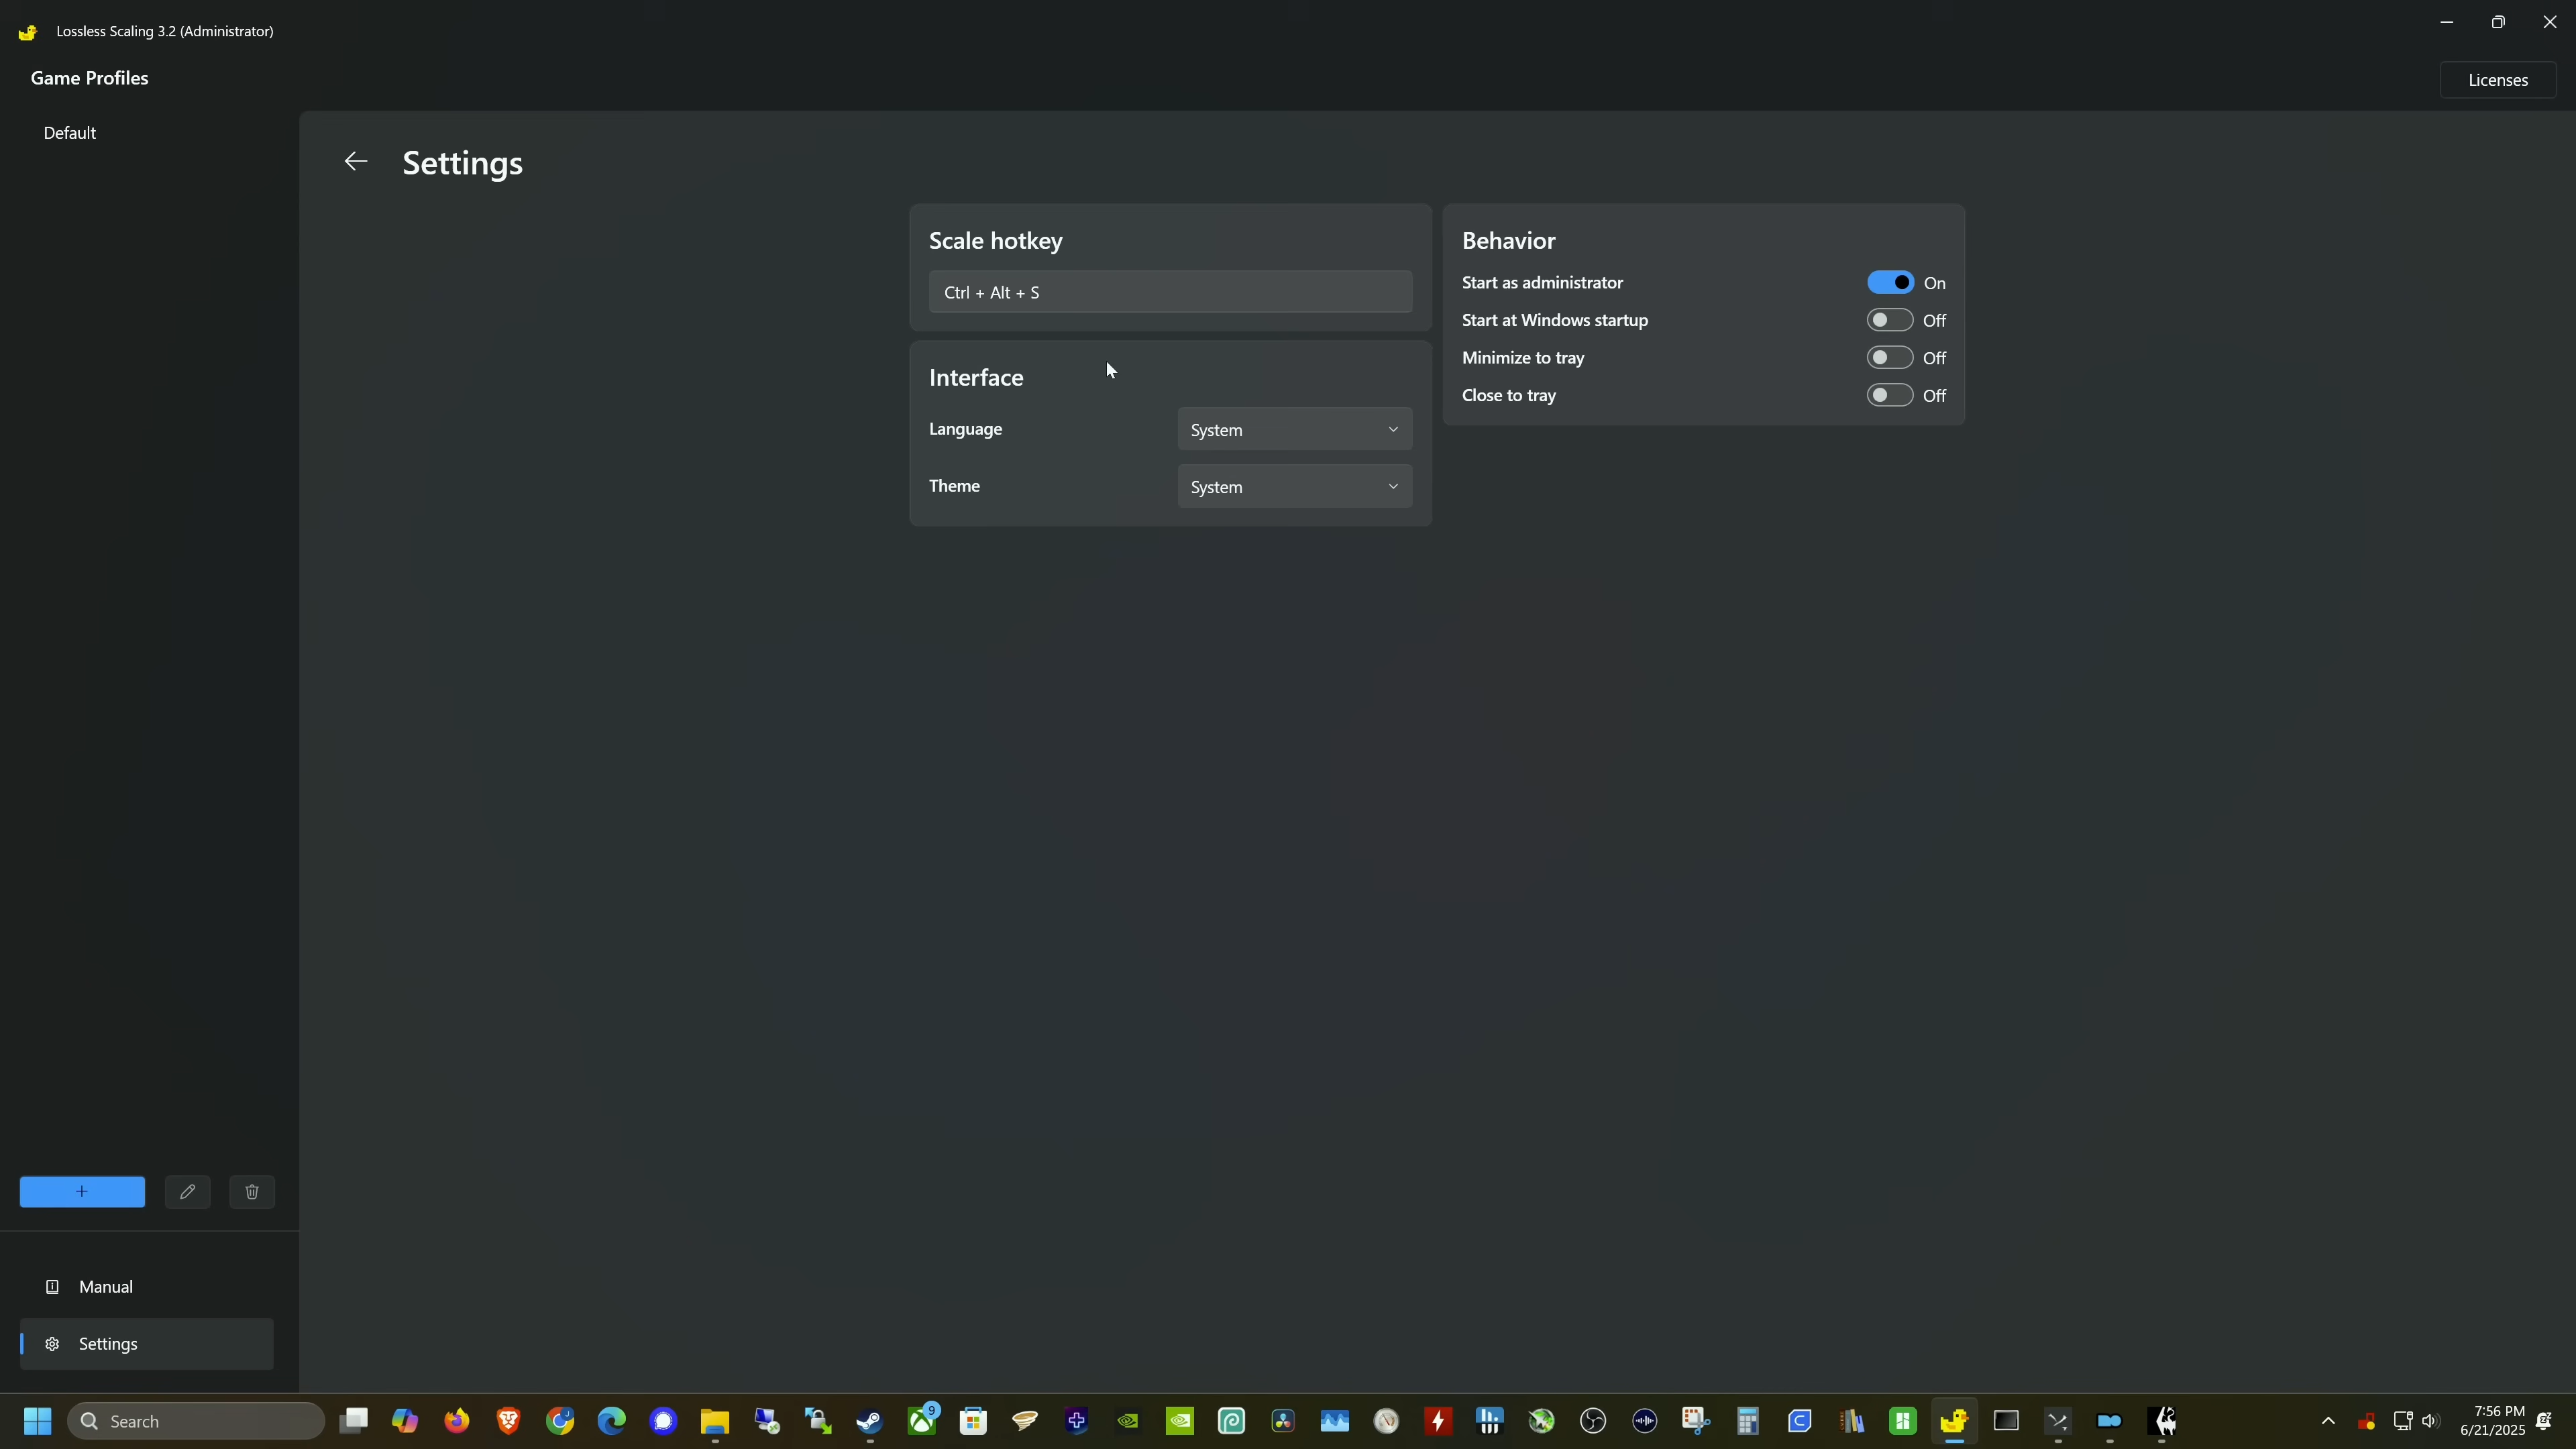 Lossless Scaling 3.2 (Administrator)
Game Profiles
Licenses
Default
Settings
Scale hotkey
Ctrl + Alt + S
Interface
Language
System
Theme
System
Behavior
Start as administrator
On
Start at Windows startup
Off
Minimize to tray
Off
Close to tray
Off
Manual
Settings
Search
9
7:56 PM
6/21/2025